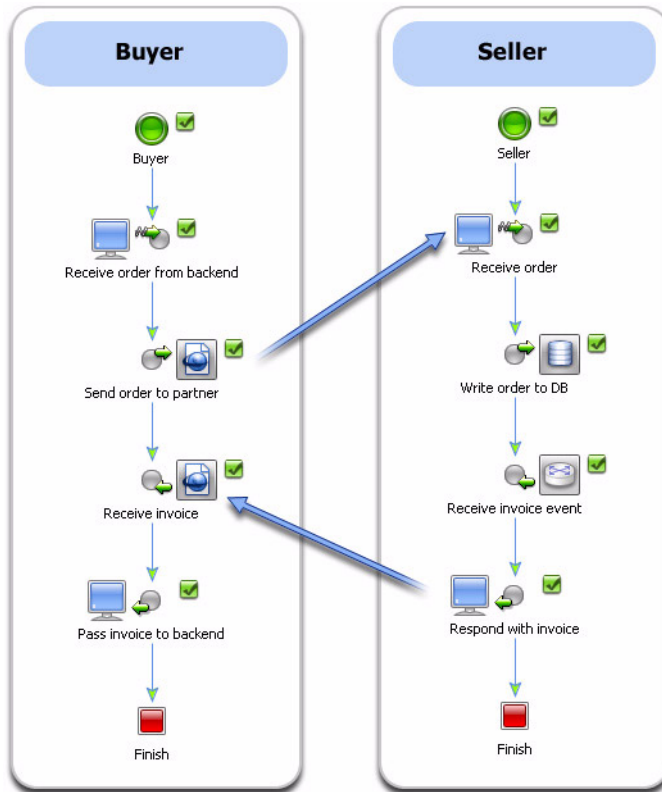 Buyer
Buyer
Receive order from backend
Send order to partner
Receive invoice
Pass invoice to backend
Finish
Seller
Seller
Receive order
Write order to DB
Receive invoice event
Respond with invoice
Finish